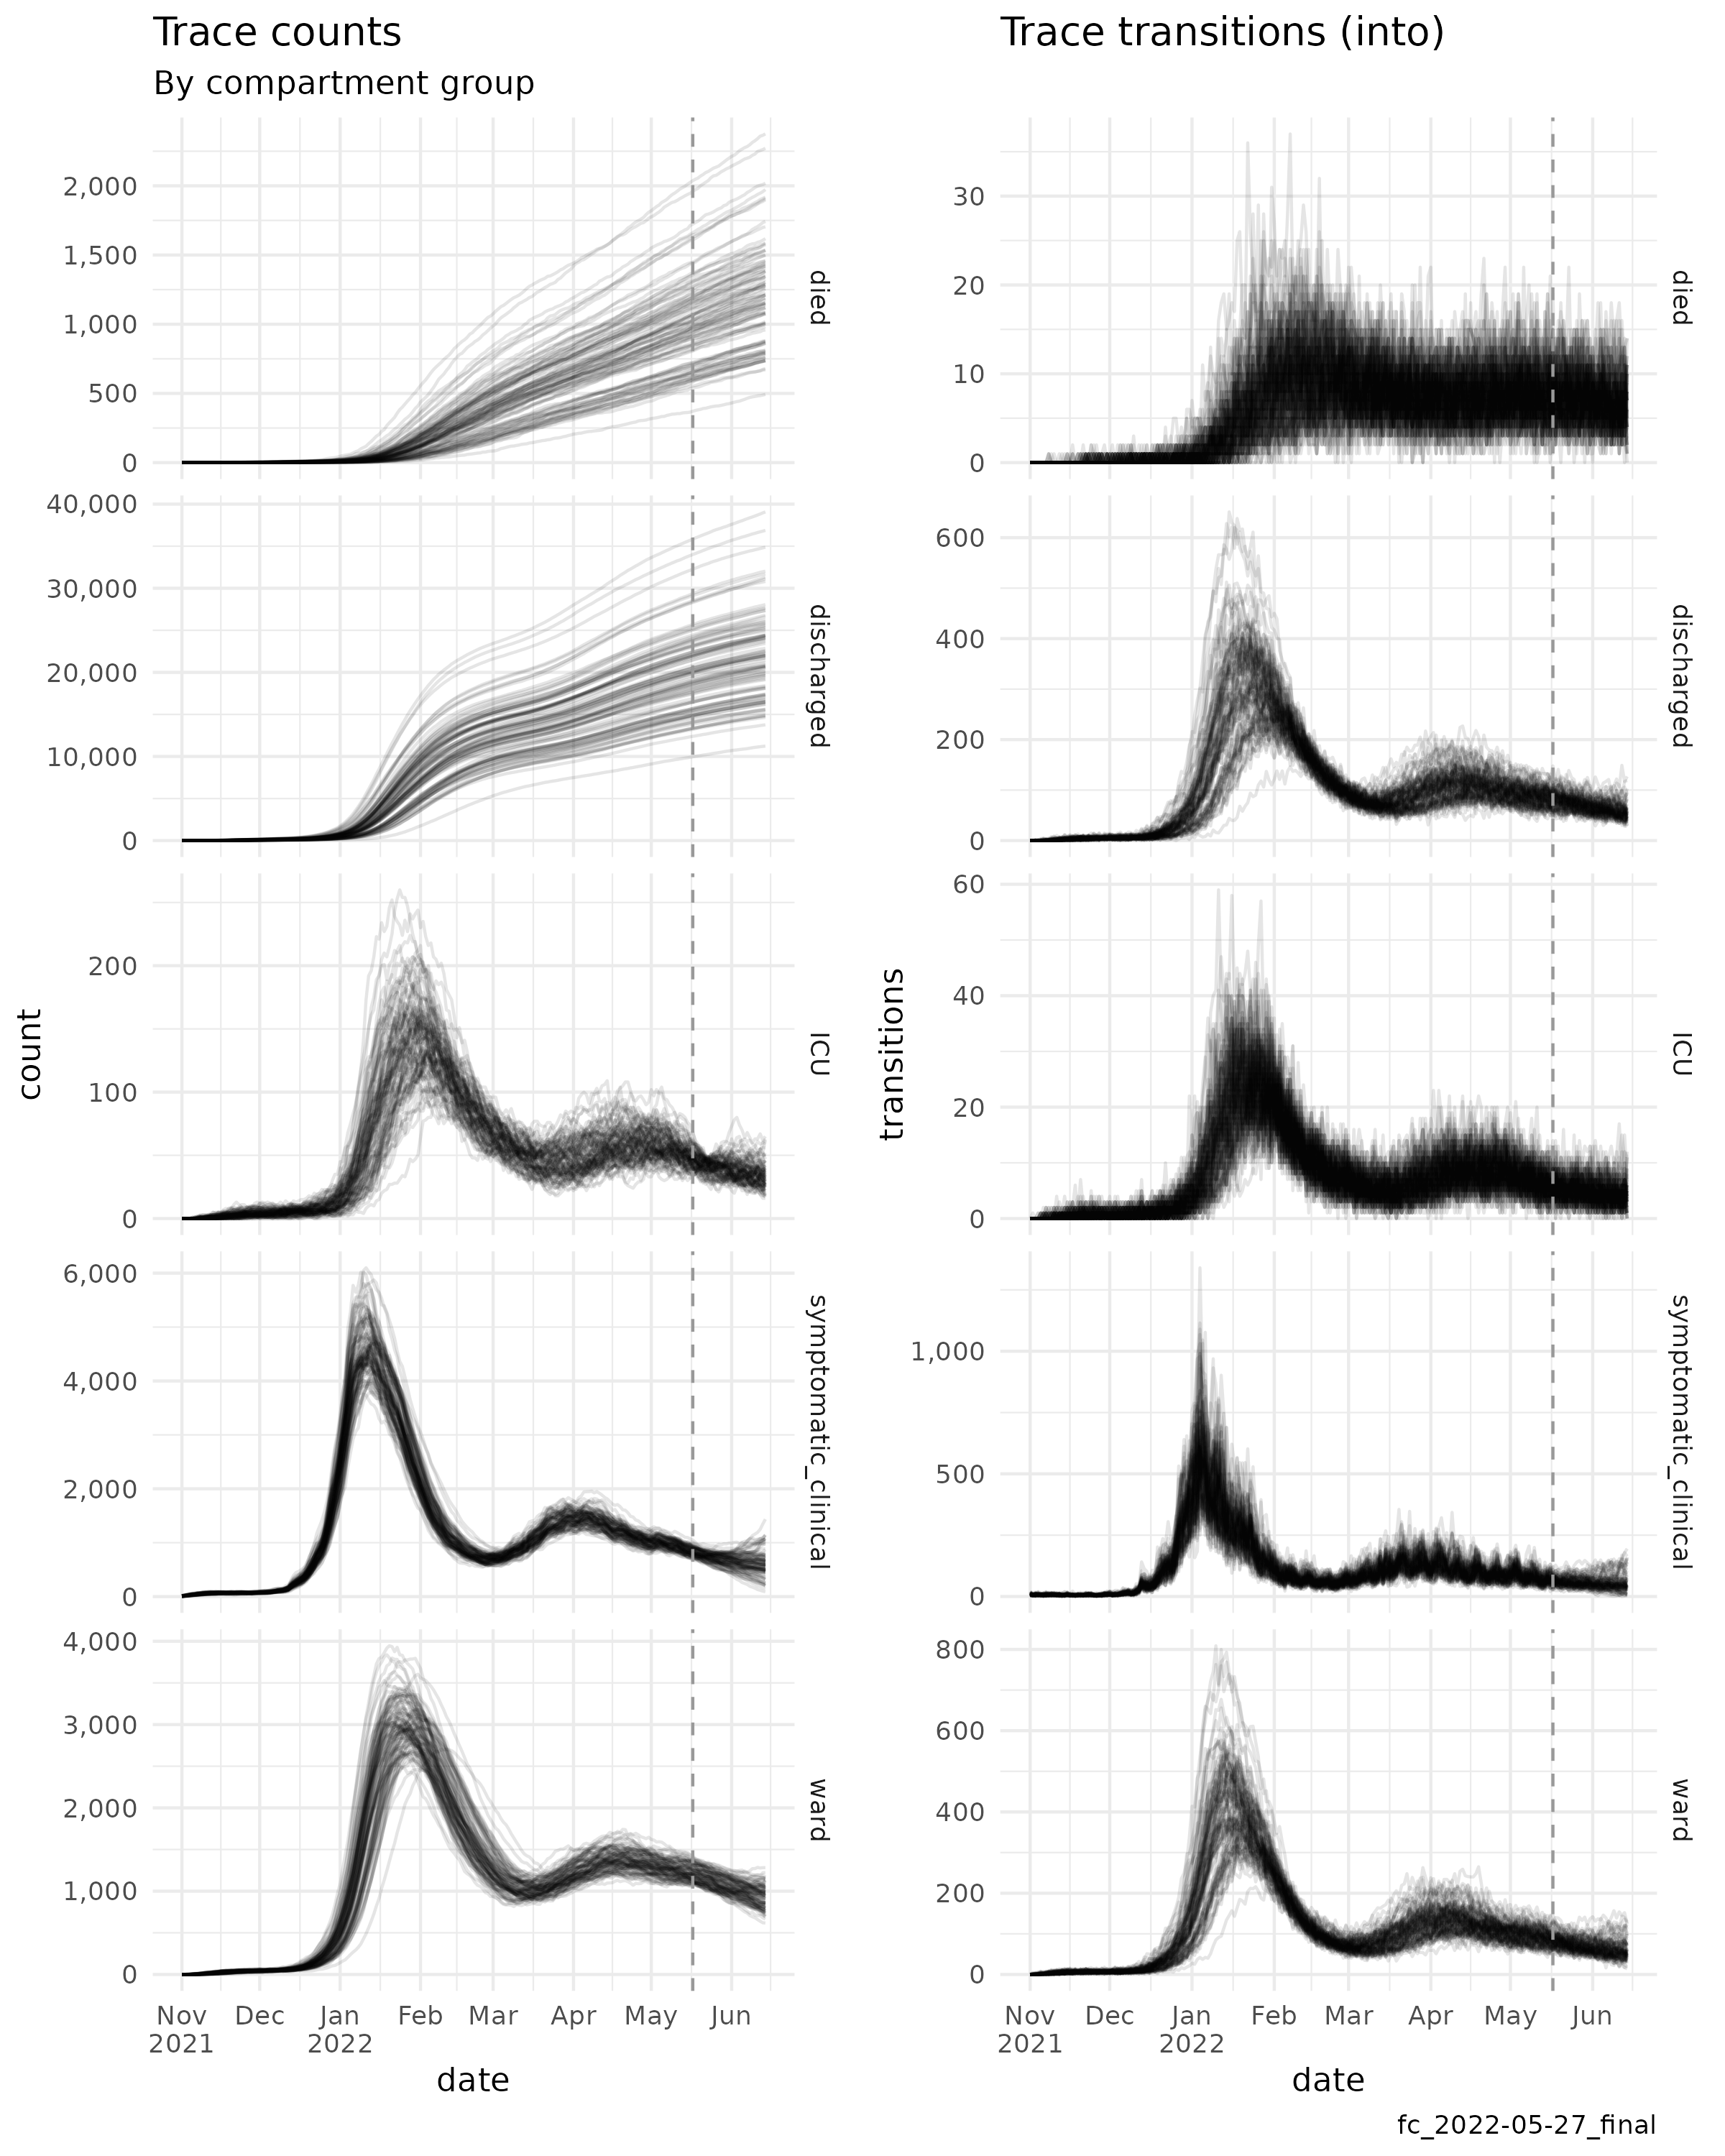 Trace counts
By compartment group
count
2,000
1,500
1,000
500
0
died
40,000
30,000
20,000
10,000
0
discharged
200
100
0
ICU
6,000
4,000
2,000
0
symptomatic_clinical
4,000
3,000
2,000
1,000
0
ward
Nov Dec Jan Feb Mar Apr May Jun
2021 2022
date
Trace transitions (into)
transitions
30
20
10
0
died
600
400
200
0
discharged
60
40
20
0
ICU
1,000
500
0
symptomatic_clinical
800
600
400
200
0
ward
Nov Dec Jan Feb Mar Apr May Jun
2021 2022
date
fc_2022-05-27_final